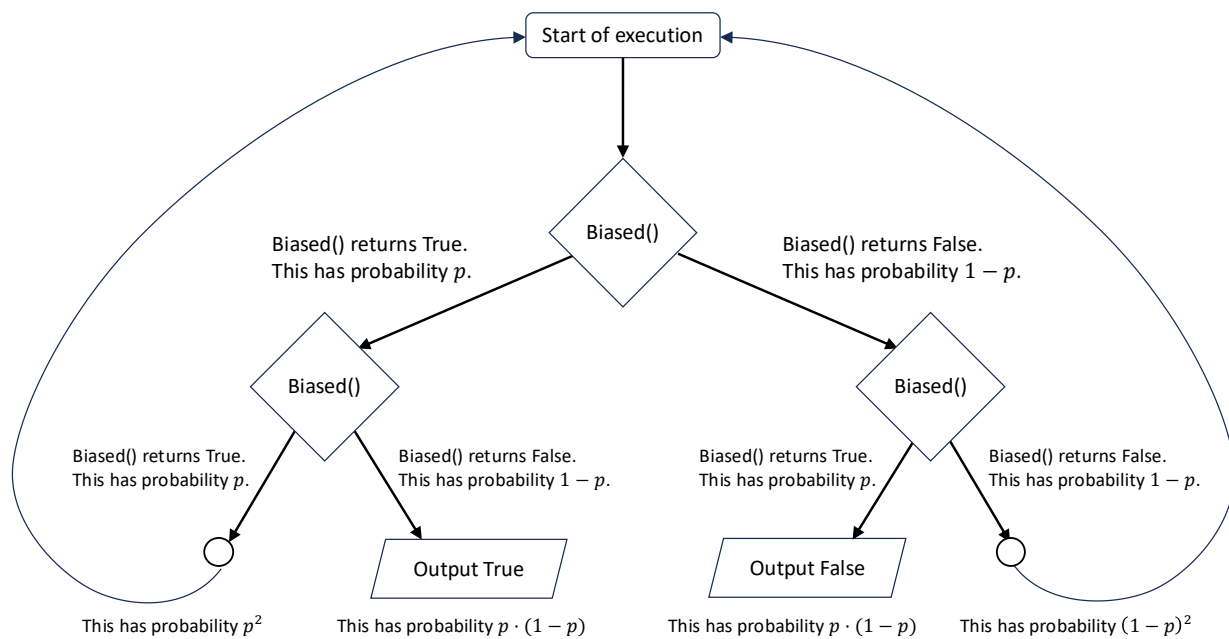 Start of execution
Biased()
Biased() returns True.
This has probability p.
Biased() returns False.
This has probability 1 − p.
Biased()
Biased()
Biased() returns True.
This has probability p.
Biased() returns False.
This has probability 1 − p.
Biased() returns True.
This has probability p.
Biased() returns False.
This has probability 1 − p.
Output True
Output False
This has probability p²
This has probability p · (1 − p)
This has probability p · (1 − p)
This has probability (1 − p)²